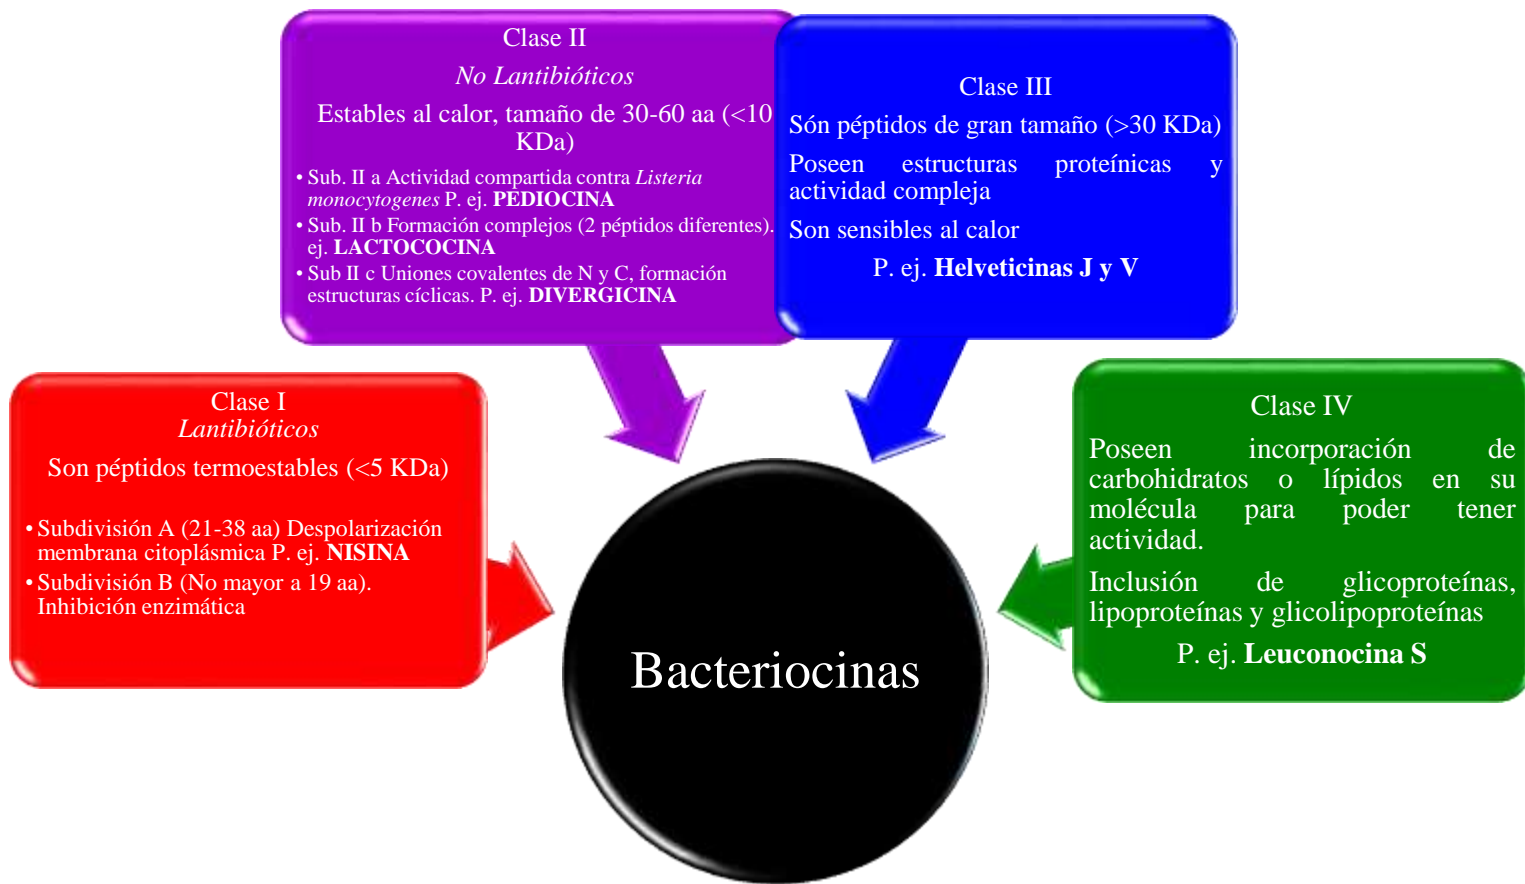 Clase II
No Lantibióticos
Estables al calor, tamaño de 30-60 aa (<10
KDa)
• Sub. II a Actividad compartida contra Listeria
monocytogenes P. ej. PEDIOCINA
• Sub. II b Formación complejos (2 péptidos diferentes).
ej. LACTOCOCINA
• Sub II c Uniones covalentes de N y C, formación
estructuras cíclicas. P. ej. DIVERGICINA
Clase III
Són péptidos de gran tamaño (>30 KDa)
Poseen estructuras proteínicas y
actividad compleja
Son sensibles al calor
P. ej. Helveticinas J y V
Clase I
Lantibióticos
Son péptidos termoestables (<5 KDa)
• Subdivisión A (21-38 aa) Despolarización
membrana citoplásmica P. ej. NISINA
• Subdivisión B (No mayor a 19 aa).
Inhibición enzimática
Clase IV
Poseen incorporación de
carbohidratos o lípidos en su
molécula para poder tener
actividad.
Inclusión de glicoproteínas,
lipoproteínas y glicolipoproteínas
P. ej. Leuconocina S
Bacteriocinas